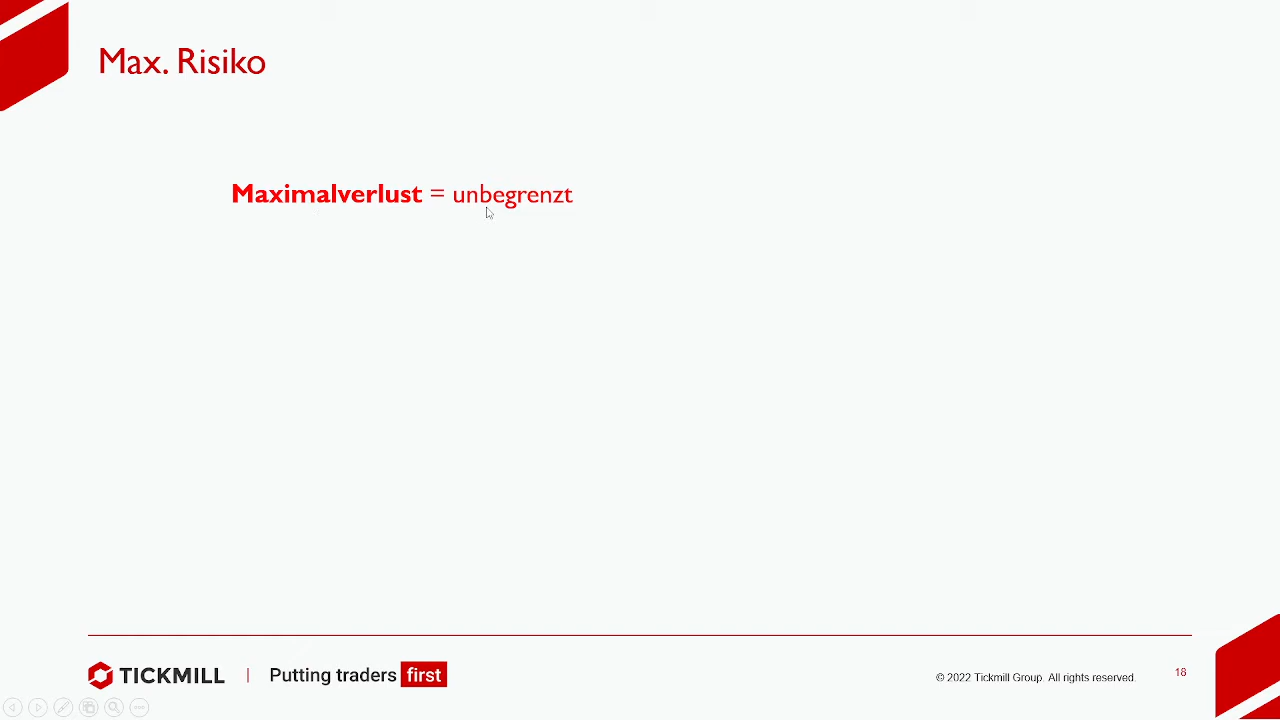 Max. Risiko
Maximalverlust = unbegrenzt
TICKMILL | Putting traders first
© 2022 Tickmill Group. All rights reserved.
18